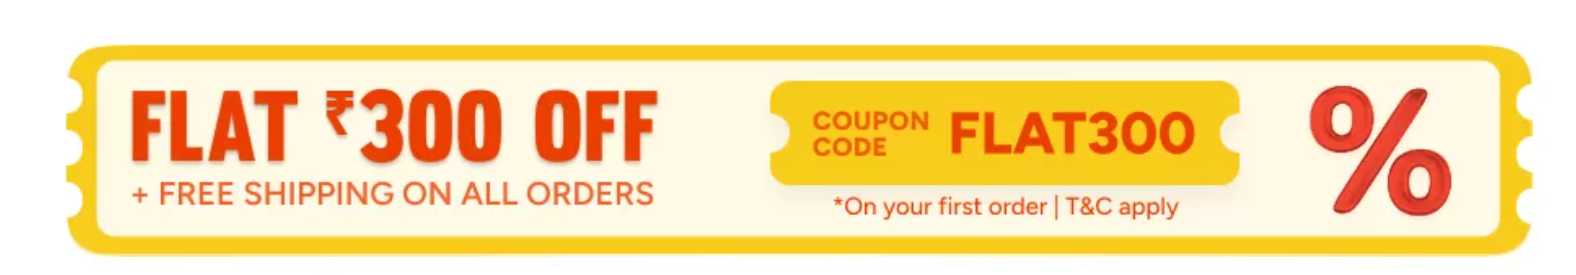 FLAT ₹300 OFF
+ FREE SHIPPING ON ALL ORDERS
COUPON
CODE
FLAT300
*On your first order | T&C apply
%